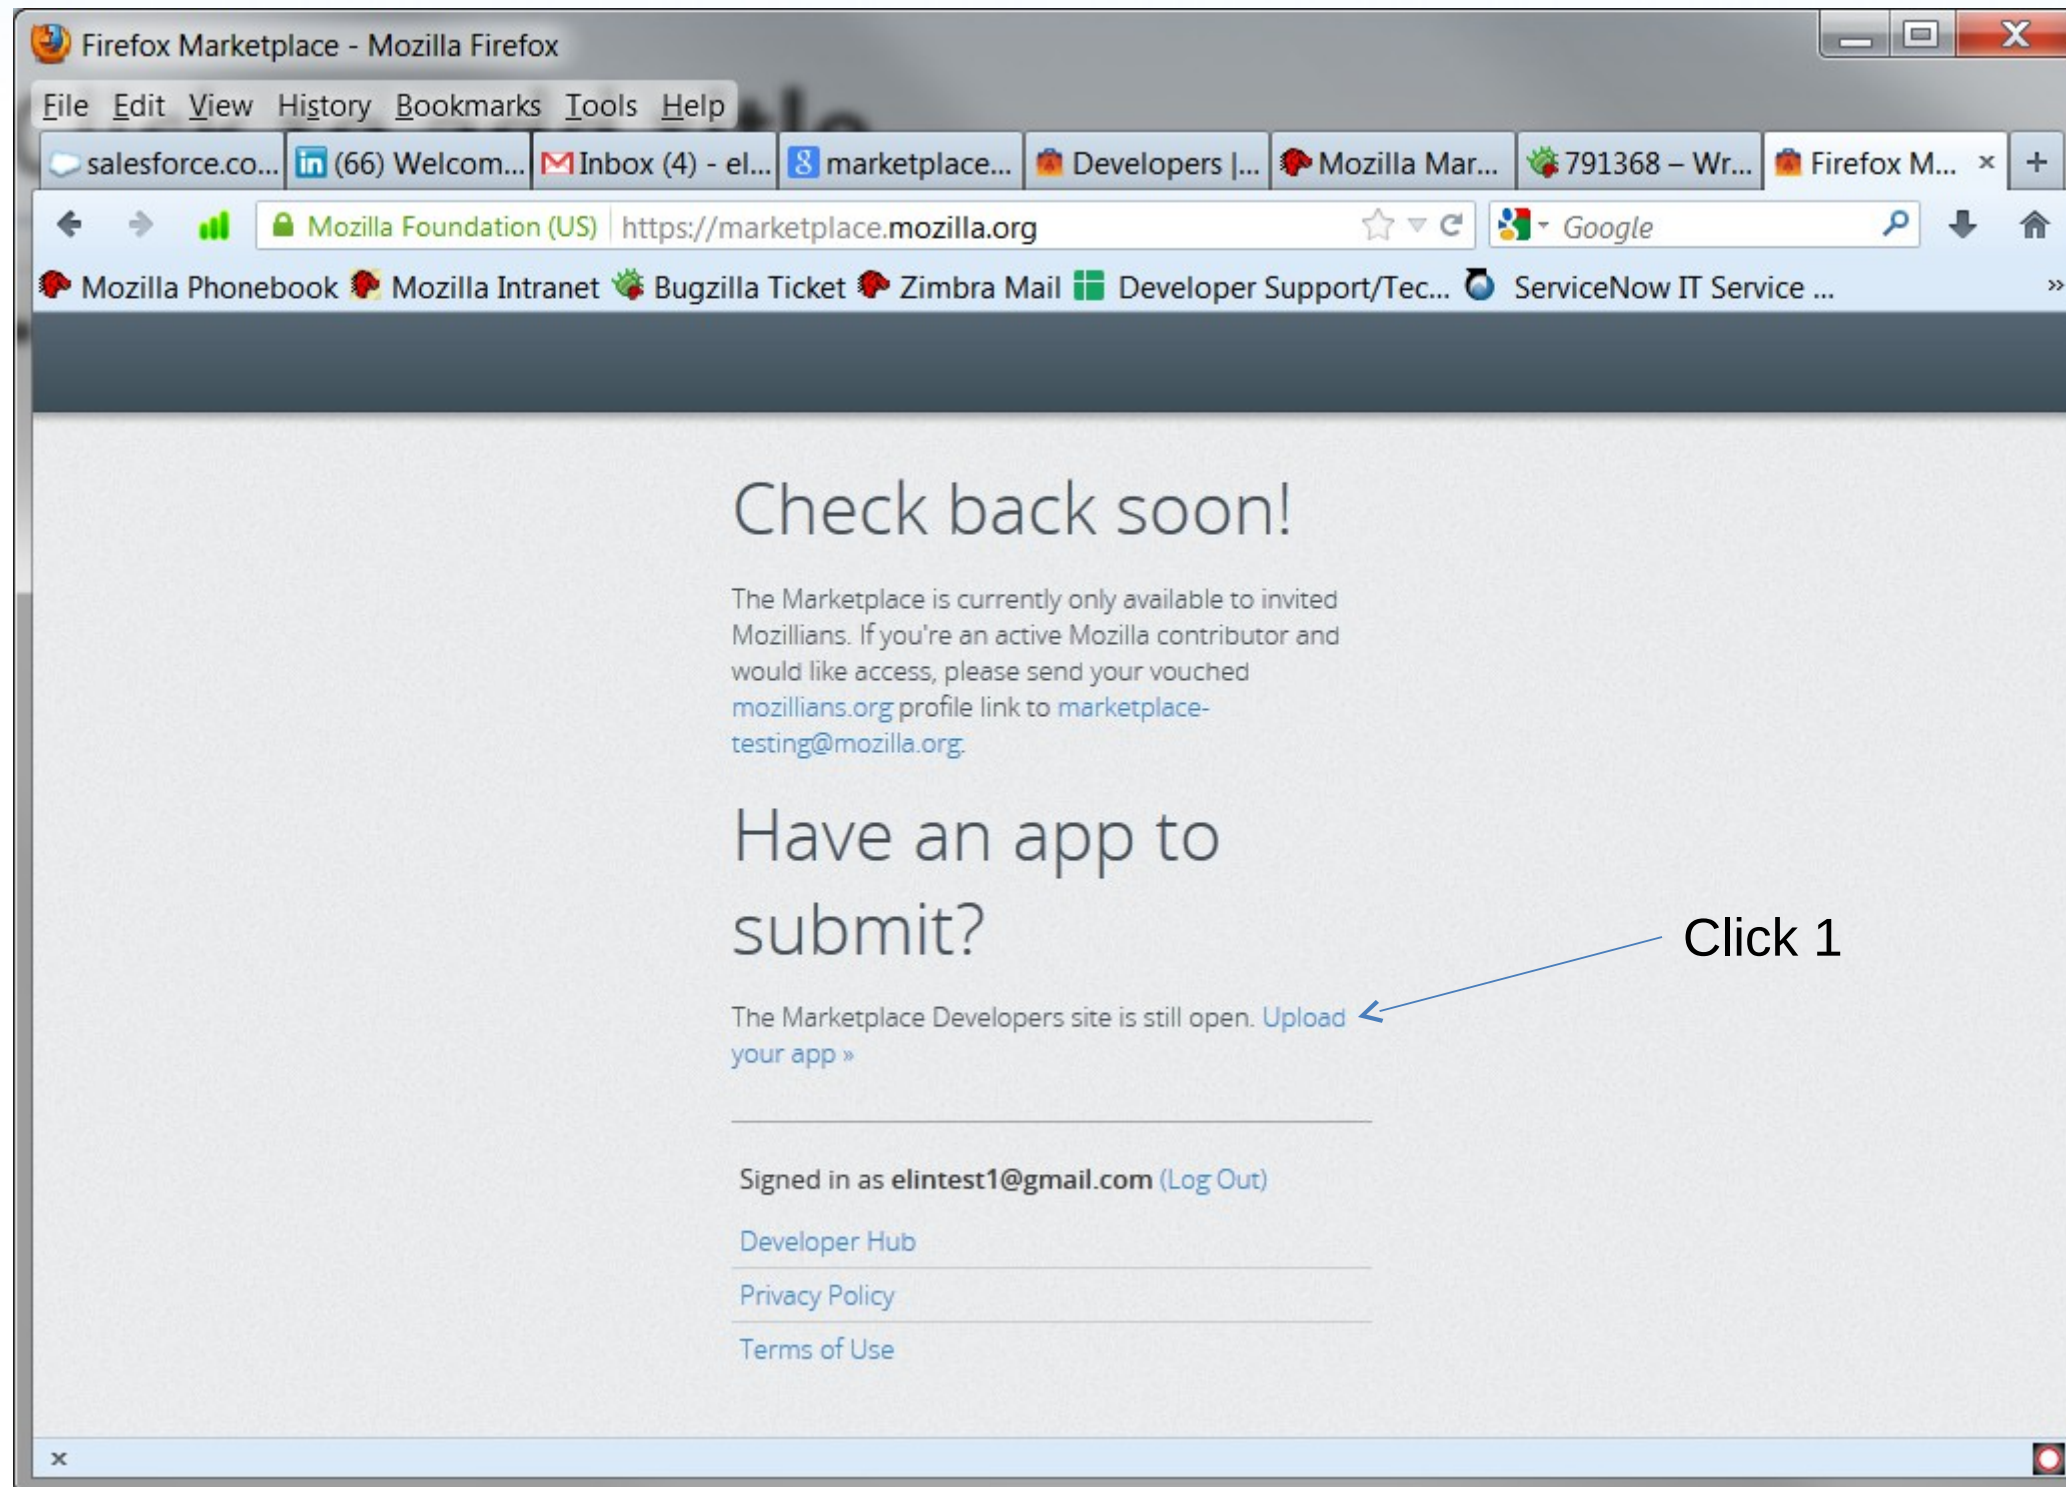 Firefox Marketplace - Mozilla Firefox
File Edit View History Bookmarks Tools Help
salesforce.co... (66) Welcom... Inbox (4) - el... marketplace... Developers |... Mozilla Mar... 791368 – Wr... Firefox M... × +
Mozilla Foundation (US) https://marketplace.mozilla.org Google
Mozilla Phonebook Mozilla Intranet Bugzilla Ticket Zimbra Mail Developer Support/Tec... ServiceNow IT Service ... »
Check back soon!
The Marketplace is currently only available to invited
Mozillians. If you're an active Mozilla contributor and
would like access, please send your vouched
mozillians.org profile link to marketplace-
testing@mozilla.org.
Have an app to
submit?
Click 1
The Marketplace Developers site is still open. Upload
your app »
Signed in as elintest1@gmail.com (Log Out)
Developer Hub
Privacy Policy
Terms of Use